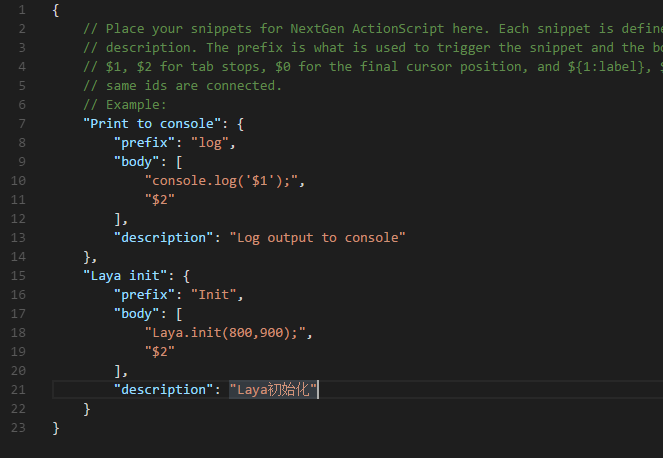 1 {
2 // Place your snippets for NextGen ActionScript here. Each snippet is define
3 // description. The prefix is what is used to trigger the snippet and the bo
4 // $1, $2 for tab stops, $0 for the final cursor position, and ${1:label}, $
5 // same ids are connected.
6 // Example:
7 "Print to console": {
8 "prefix": "log",
9 "body": [
10 "console.log('$1');",
11 "$2"
12 ],
13 "description": "Log output to console"
14 },
15 "Laya init": {
16 "prefix": "Init",
17 "body": [
18 "Laya.init(800,900);",
19 "$2"
20 ],
21 "description": "Laya初始化"
22 }
23 }